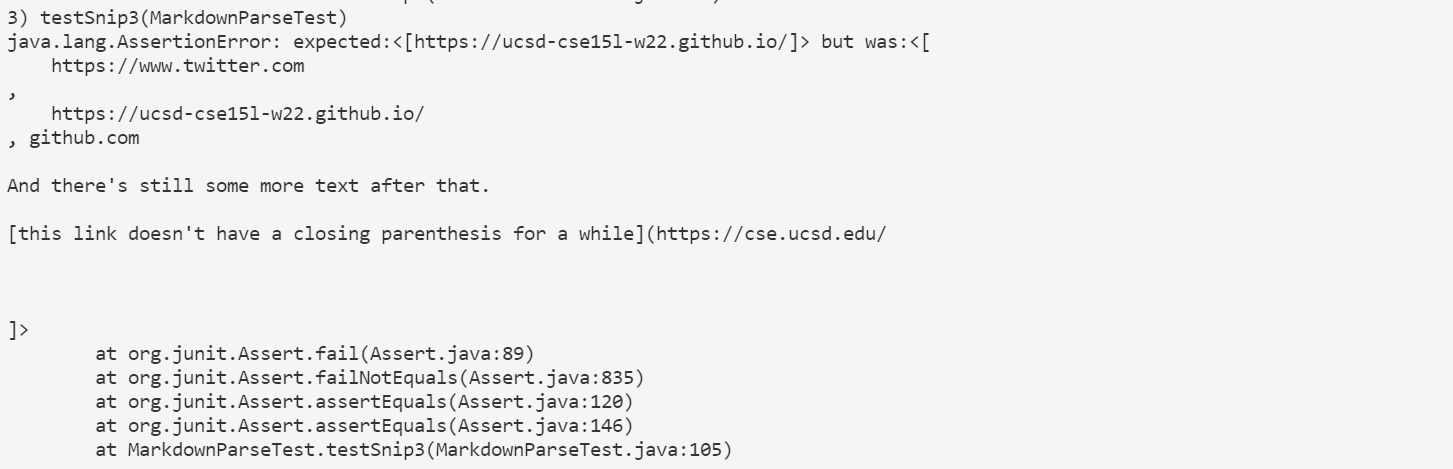 3) testSnip3(MarkdownParseTest)
java.lang.AssertionError: expected:<[https://ucsd-cse15l-w22.github.io/]> but was:<[
    https://www.twitter.com
,
    https://ucsd-cse15l-w22.github.io/
, github.com

And there's still some more text after that.

[this link doesn't have a closing parenthesis for a while](https://cse.ucsd.edu/



]>
        at org.junit.Assert.fail(Assert.java:89)
        at org.junit.Assert.failNotEquals(Assert.java:835)
        at org.junit.Assert.assertEquals(Assert.java:120)
        at org.junit.Assert.assertEquals(Assert.java:146)
        at MarkdownParseTest.testSnip3(MarkdownParseTest.java:105)